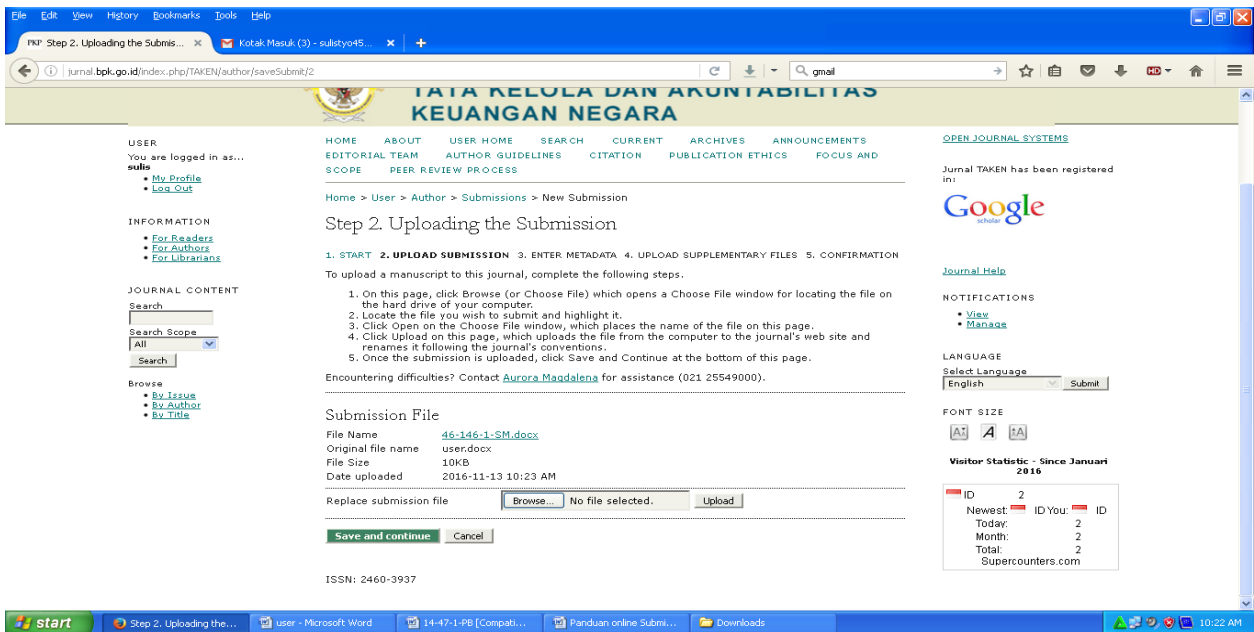 File Edit View History Bookmarks Tools Help
PKP Step 2. Uploading the Submis... × Kotak Masuk (3) - sulistyo45... × +
jurnal.bpk.go.id/index.php/TAKEN/author/saveSubmit/2
gmail
HD
TATA KELOLA DAN AKUNTABILITAS
KEUANGAN NEGARA
USER
You are logged in as...
sulis
My Profile
Log Out
INFORMATION
For Readers
For Authors
For Librarians
JOURNAL CONTENT
Search
Search Scope
All
Search
Browse
By Issue
By Author
By Title
HOME ABOUT USER HOME SEARCH CURRENT ARCHIVES ANNOUNCEMENTS
EDITORIAL TEAM AUTHOR GUIDELINES CITATION PUBLICATION ETHICS FOCUS AND
SCOPE PEER REVIEW PROCESS
Home > User > Author > Submissions > New Submission
Step 2. Uploading the Submission
1. START 2. UPLOAD SUBMISSION 3. ENTER METADATA 4. UPLOAD SUPPLEMENTARY FILES 5. CONFIRMATION
To upload a manuscript to this journal, complete the following steps.
1. On this page, click Browse (or Choose File) which opens a Choose File window for locating the file on
the hard drive of your computer.
2. Locate the file you wish to submit and highlight it.
3. Click Open on the Choose File window, which places the name of the file on this page.
4. Click Upload on this page, which uploads the file from the computer to the journal's web site and
renames it following the journal's conventions.
5. Once the submission is uploaded, click Save and Continue at the bottom of this page.
Encountering difficulties? Contact Aurora Magdalena for assistance (021 25549000).
Submission File
File Name 46-146-1-SM.docx
Original file name user.docx
File Size 10KB
Date uploaded 2016-11-13 10:23 AM
Replace submission file Browse... No file selected. Upload
Save and continue Cancel
ISSN: 2460-3937
OPEN JOURNAL SYSTEMS
Jurnal TAKEN has been registered
in:
Google
scholar
Journal Help
NOTIFICATIONS
View
Manage
LANGUAGE
Select Language
English Submit
FONT SIZE
A A A
Visitor Statistic - Since Januari
2016
ID 2
Newest: ID You: ID
Today: 2
Month: 2
Total: 2
Supercounters.com
start Step 2. Uploading the... user - Microsoft Word 14-47-1-PB [Compati... Panduan online Submi... Downloads 10:22 AM